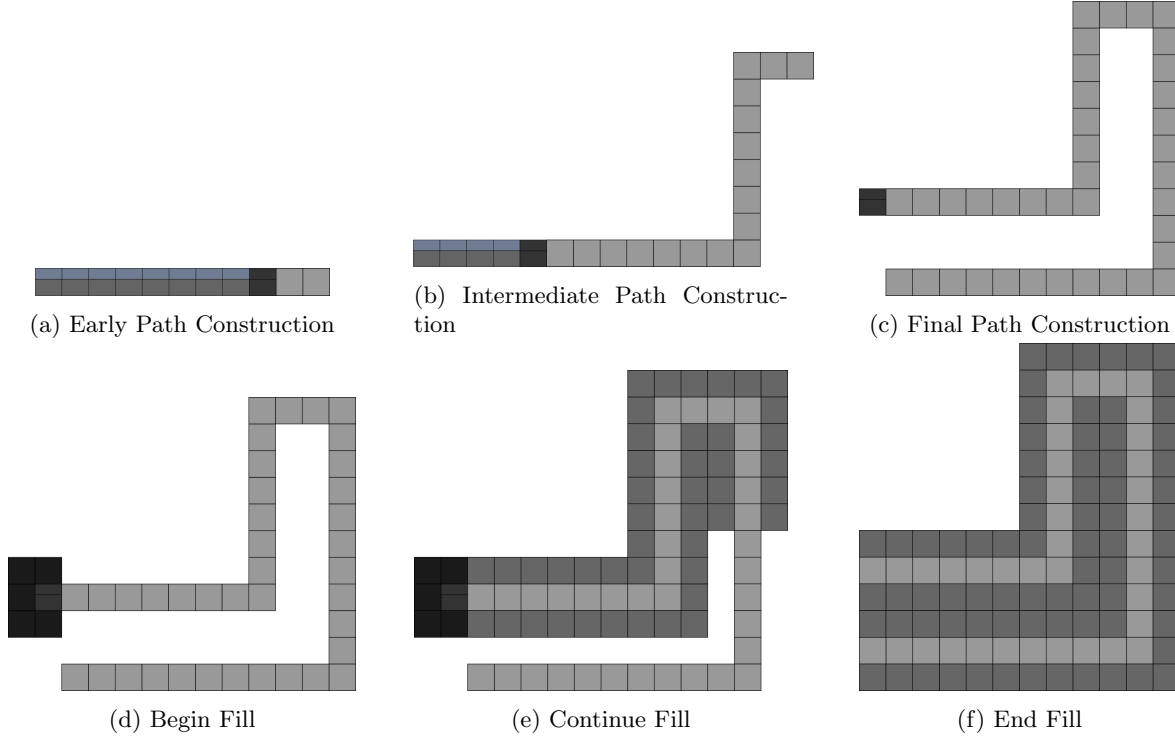 (a) Early Path Construction
(b) Intermediate Path Construc-
tion
(c) Final Path Construction
(d) Begin Fill
(e) Continue Fill
(f) End Fill